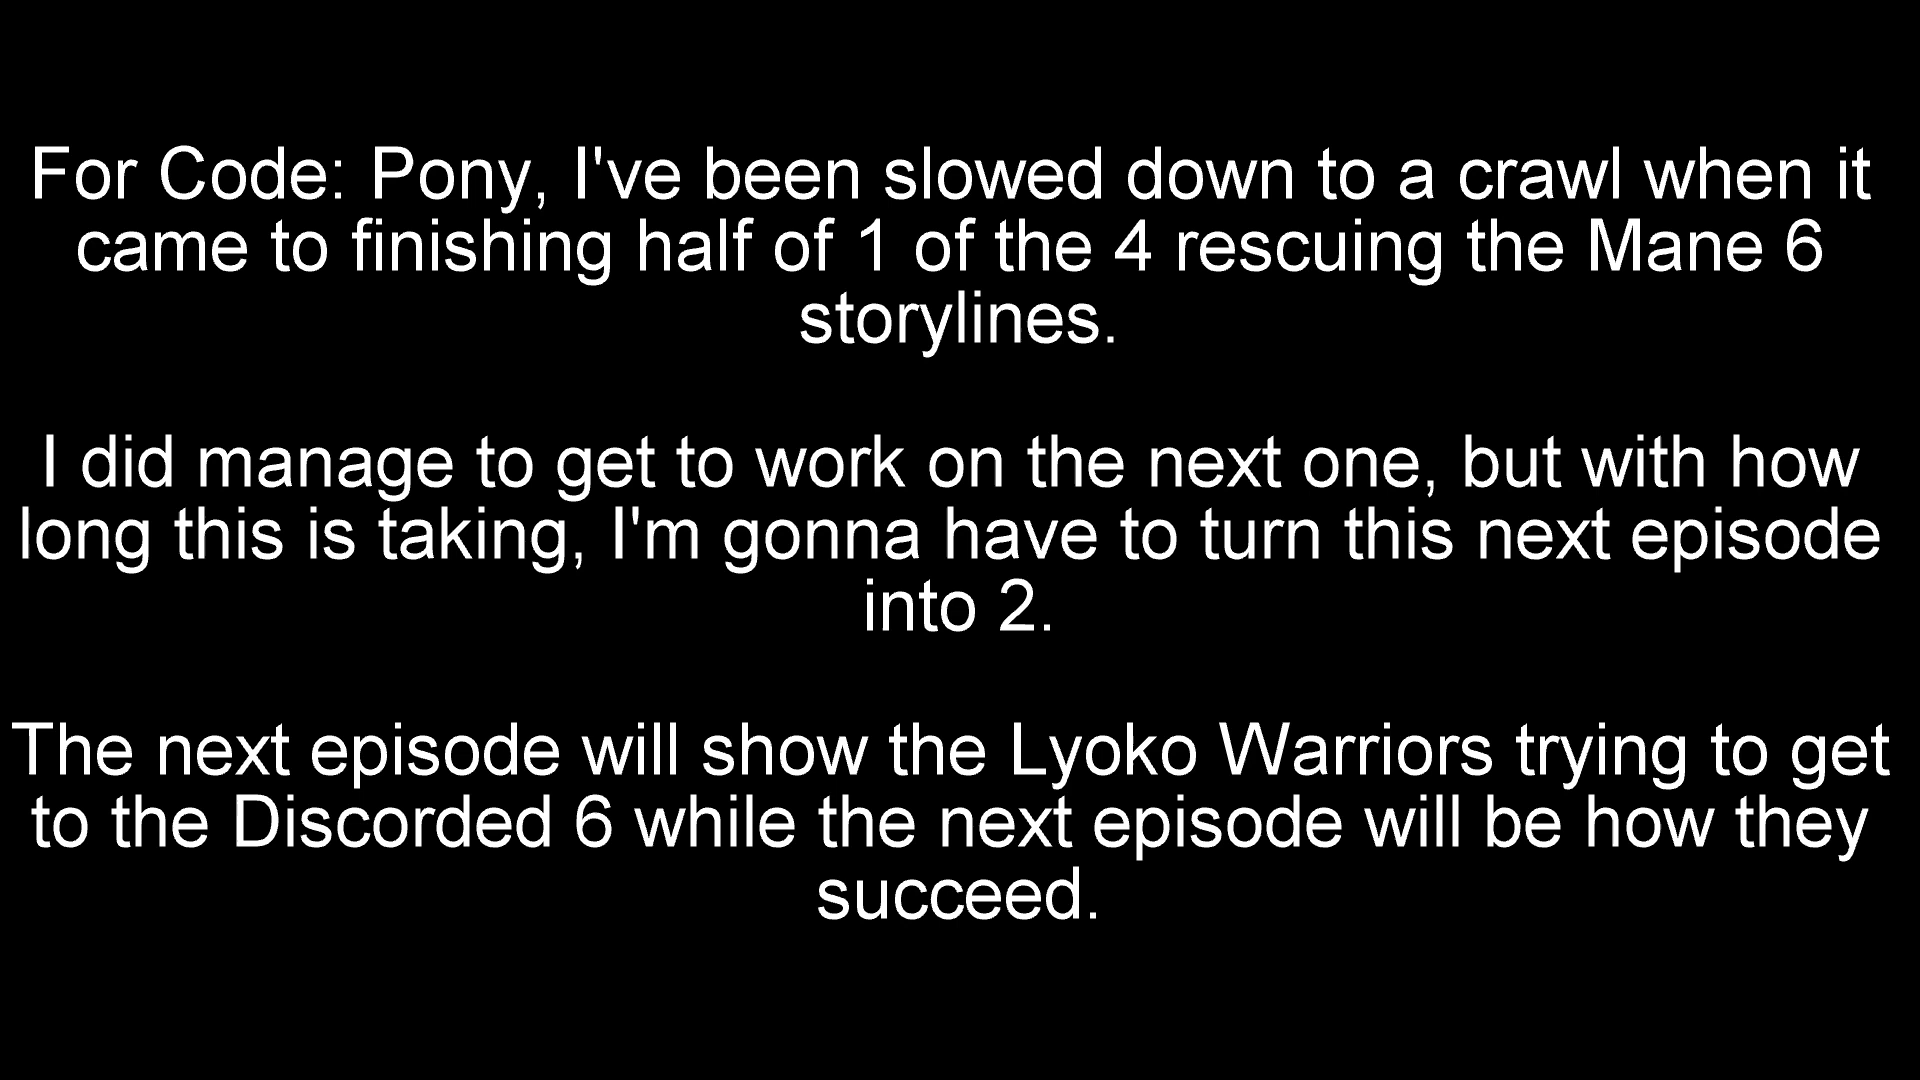 For Code: Pony, I've been slowed down to a crawl when it
came to finishing half of 1 of the 4 rescuing the Mane 6
storylines.
I did manage to get to work on the next one, but with how
long this is taking, I'm gonna have to turn this next episode
into 2.
The next episode will show the Lyoko Warriors trying to get
to the Discorded 6 while the next episode will be how they
succeed.